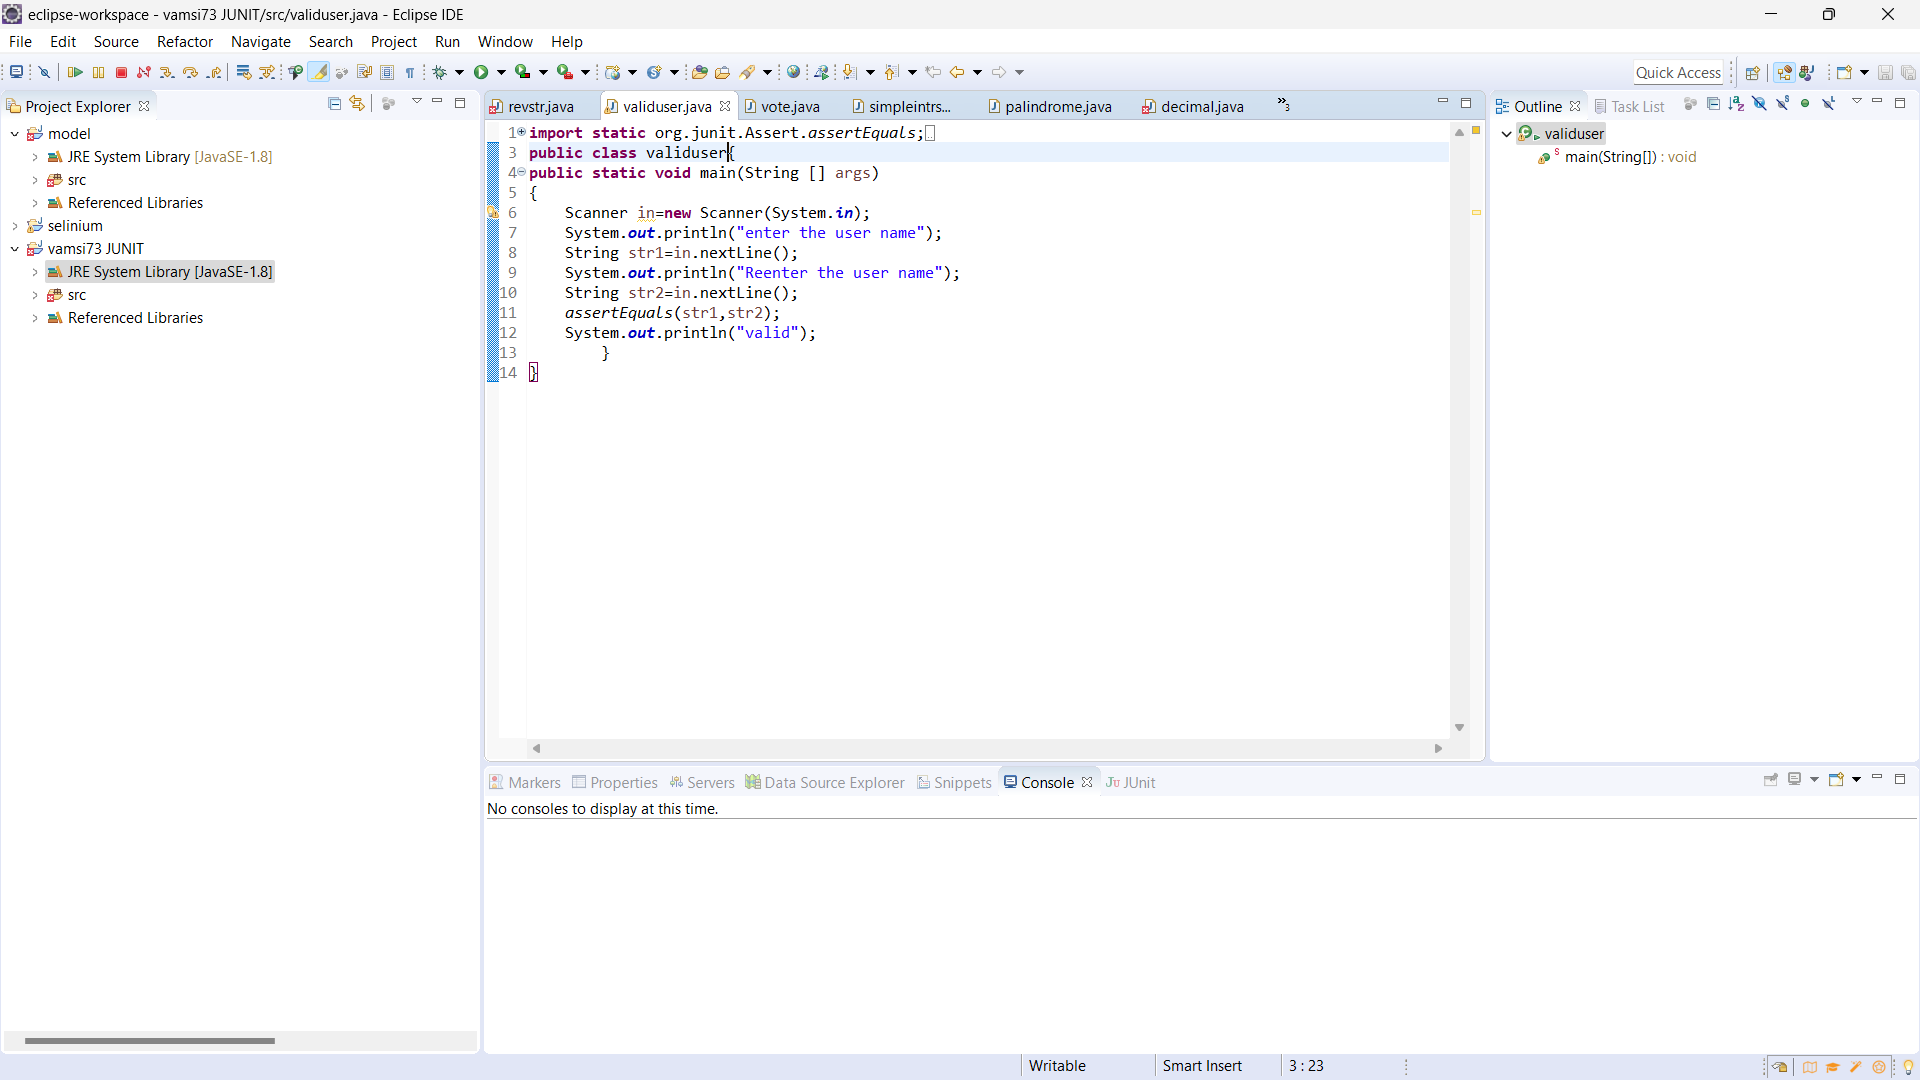 eclipse-workspace - vamsi73 JUNIT/src/validuser.java - Eclipse IDE
File Edit Source Refactor Navigate Search Project Run Window Help
Quick Access
Project Explorer
model
JRE System Library [JavaSE-1.8]
src
Referenced Libraries
selinium
vamsi73 JUNIT
JRE System Library [JavaSE-1.8]
src
Referenced Libraries
revstr.java validuser.java vote.java simpleintrs... palindrome.java decimal.java »3
1 import static org.junit.Assert.assertEquals;
3 public class validuser{
4 public static void main(String [] args)
5 {
6 Scanner in=new Scanner(System.in);
7 System.out.println("enter the user name");
8 String str1=in.nextLine();
9 System.out.println("Reenter the user name");
10 String str2=in.nextLine();
11 assertEquals(str1,str2);
12 System.out.println("valid");
13 }
14 }
Outline Task List
validuser
main(String[]) : void
Markers Properties Servers Data Source Explorer Snippets Console JUnit
No consoles to display at this time.
Writable Smart Insert 3 : 23